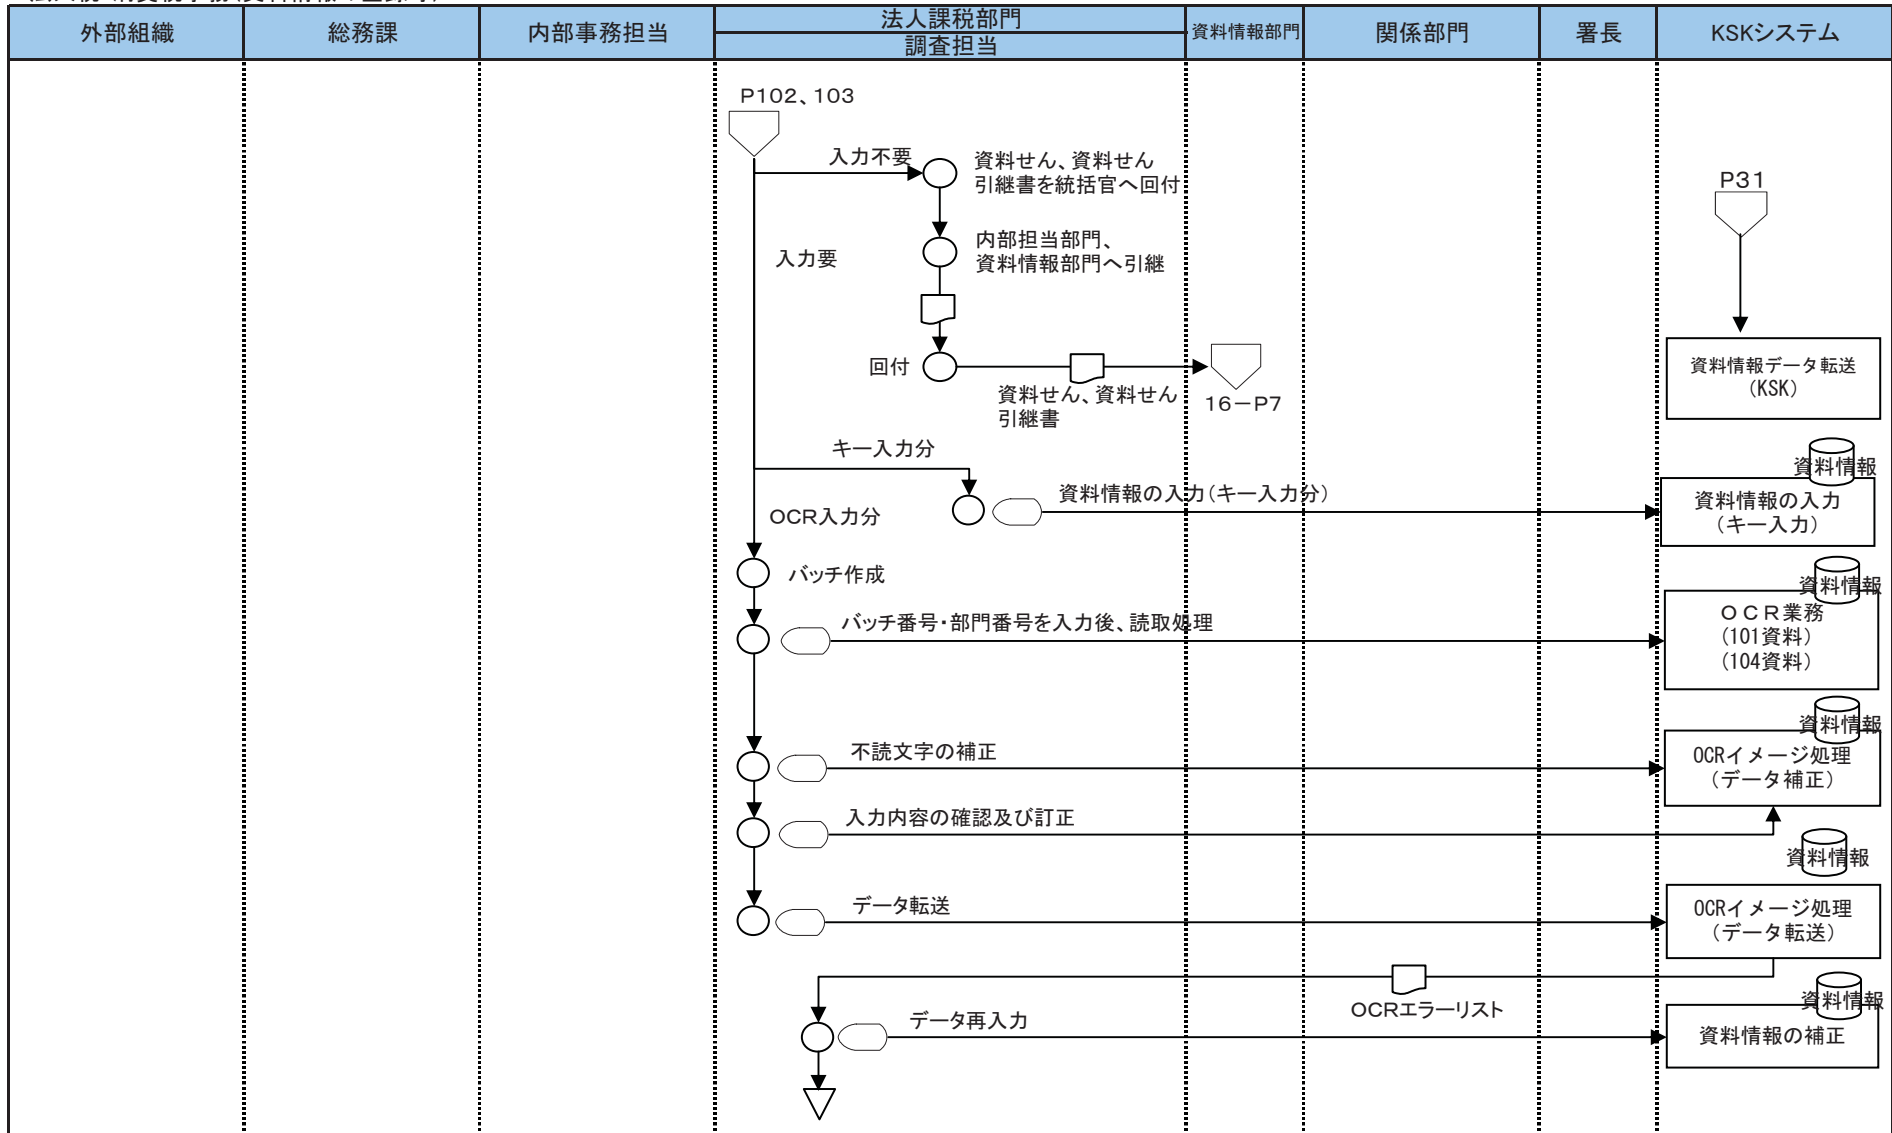 外部組織
総務課
内部事務担当
法人課税部門
調査担当
資料情報部門
関係部門
署長
KSKシステム
P102、103
入力不要
資料せん、資料せん
引継書を統括官へ回付
P31
入力要
内部担当部門、
資料情報部門へ引継
回付
資料せん、資料せん
引継書
16－P7
資料情報データ転送
（KSK）
キー入力分
資料情報
OCR入力分
資料情報の入力（キー入力分）
資料情報の入力
（キー入力）
バッチ作成
資料情報
バッチ番号・部門番号を入力後、読取処理
ＯＣＲ業務
（101資料）
（104資料）
資料情報
不読文字の補正
OCRイメージ処理
（データ補正）
入力内容の確認及び訂正
資料情報
データ転送
OCRイメージ処理
（データ転送）
OCRエラーリスト
資料情報
データ再入力
資料情報の補正